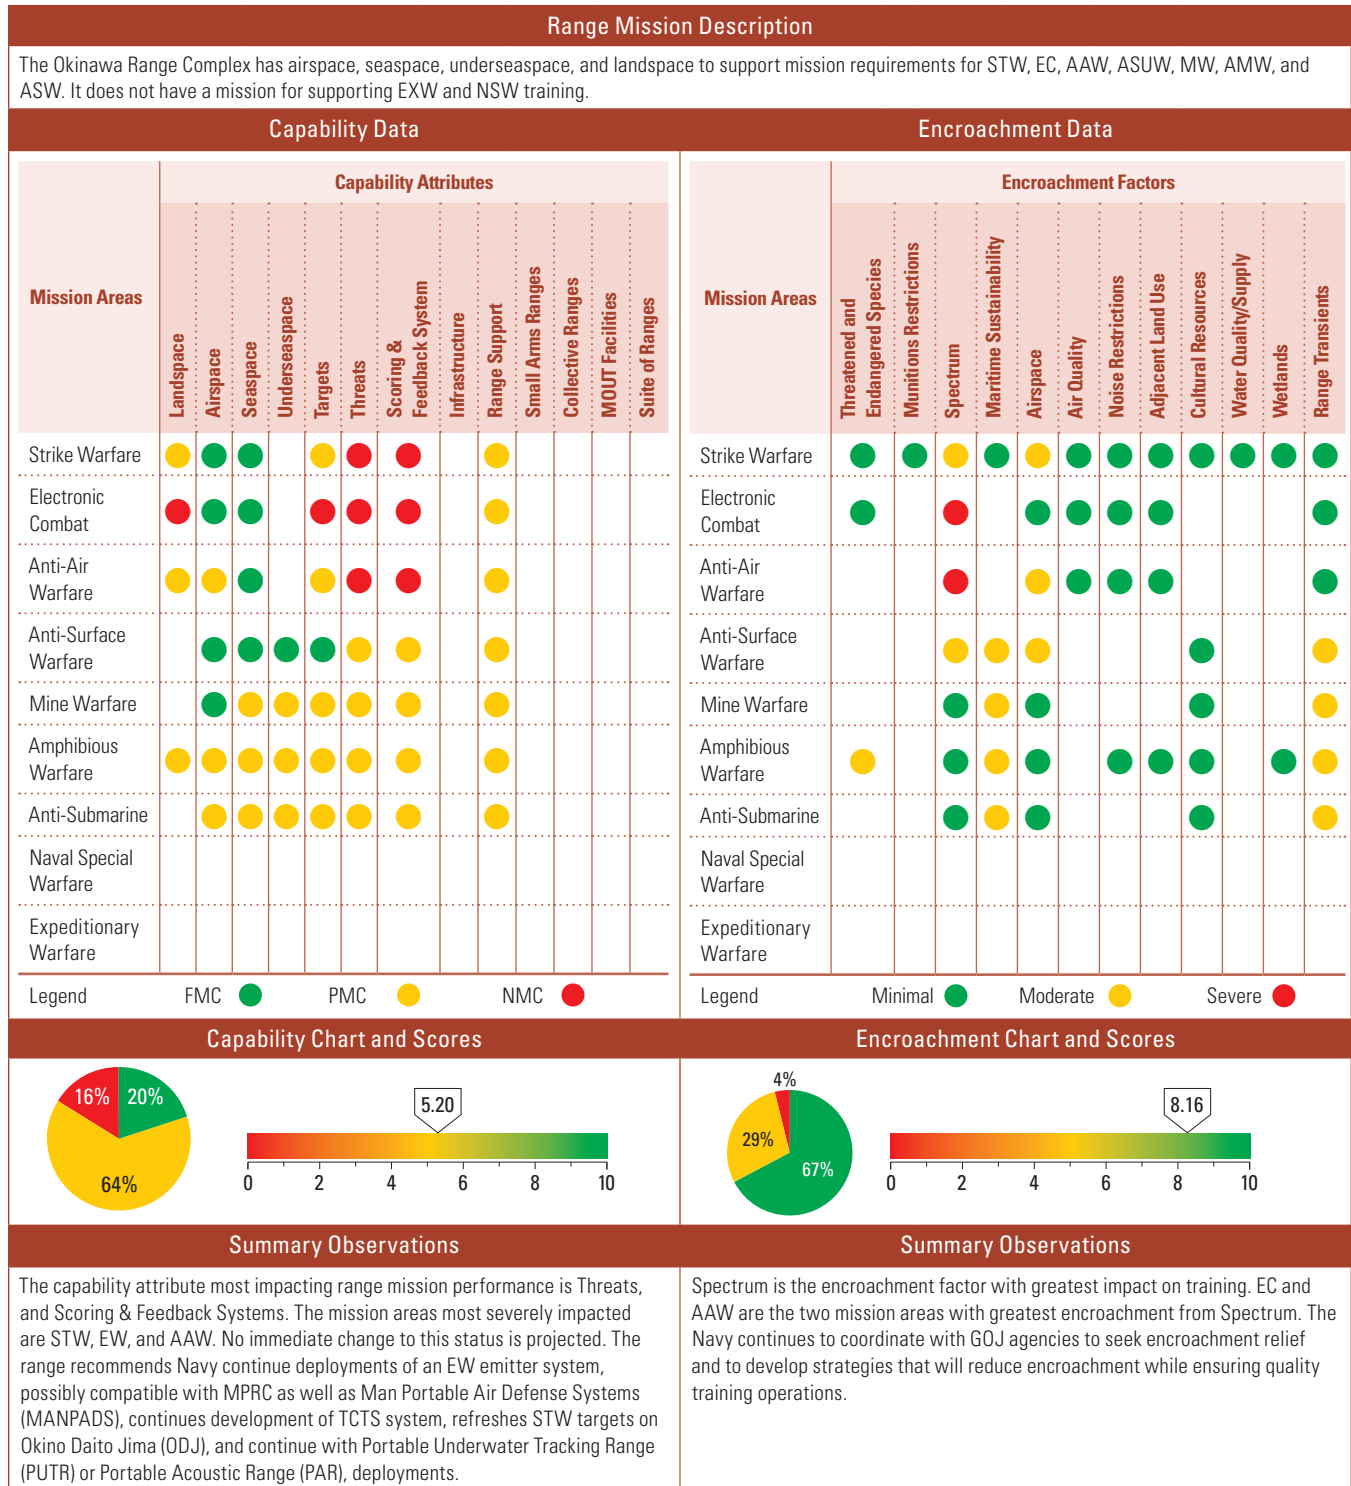 Range Mission Description
The Okinawa Range Complex has airspace, seaspace, underseaspace, and landspace to support mission requirements for STW, EC, AAW, ASUW, MW, AMW, and
ASW. It does not have a mission for supporting EXW and NSW training.
Capability Data
Mission Areas
Capability Attributes
Landspace
Airspace
Seaspace
Underseaspace
Targets
Threats
Scoring &
Feedback System
Infrastructure
Range Support
Small Arms Ranges
Collective Ranges
MOUT Facilities
Suite of Ranges
Strike Warfare
Electronic
Combat
Anti-Air
Warfare
Anti-Surface
Warfare
Mine Warfare
Amphibious
Warfare
Anti-Submarine
Naval Special
Warfare
Expeditionary
Warfare
Legend FMC PMC NMC
Encroachment Data
Mission Areas
Encroachment Factors
Threatened and
Endangered Species
Munitions Restrictions
Spectrum
Maritime Sustainability
Airspace
Air Quality
Noise Restrictions
Adjacent Land Use
Cultural Resources
Water Quality/Supply
Wetlands
Range Transients
Strike Warfare
Electronic
Combat
Anti-Air
Warfare
Anti-Surface
Warfare
Mine Warfare
Amphibious
Warfare
Anti-Submarine
Naval Special
Warfare
Expeditionary
Warfare
Legend Minimal Moderate Severe
Capability Chart and Scores
16% 20%
64%
5.20
0 2 4 6 8 10
Encroachment Chart and Scores
4%
29%
67%
8.16
0 2 4 6 8 10
Summary Observations
The capability attribute most impacting range mission performance is Threats,
and Scoring & Feedback Systems. The mission areas most severely impacted
are STW, EW, and AAW. No immediate change to this status is projected. The
range recommends Navy continue deployments of an EW emitter system,
possibly compatible with MPRC as well as Man Portable Air Defense Systems
(MANPADS), continues development of TCTS system, refreshes STW targets on
Okino Daito Jima (ODJ), and continue with Portable Underwater Tracking Range
(PUTR) or Portable Acoustic Range (PAR), deployments.
Summary Observations
Spectrum is the encroachment factor with greatest impact on training. EC and
AAW are the two mission areas with greatest encroachment from Spectrum. The
Navy continues to coordinate with GOJ agencies to seek encroachment relief
and to develop strategies that will reduce encroachment while ensuring quality
training operations.